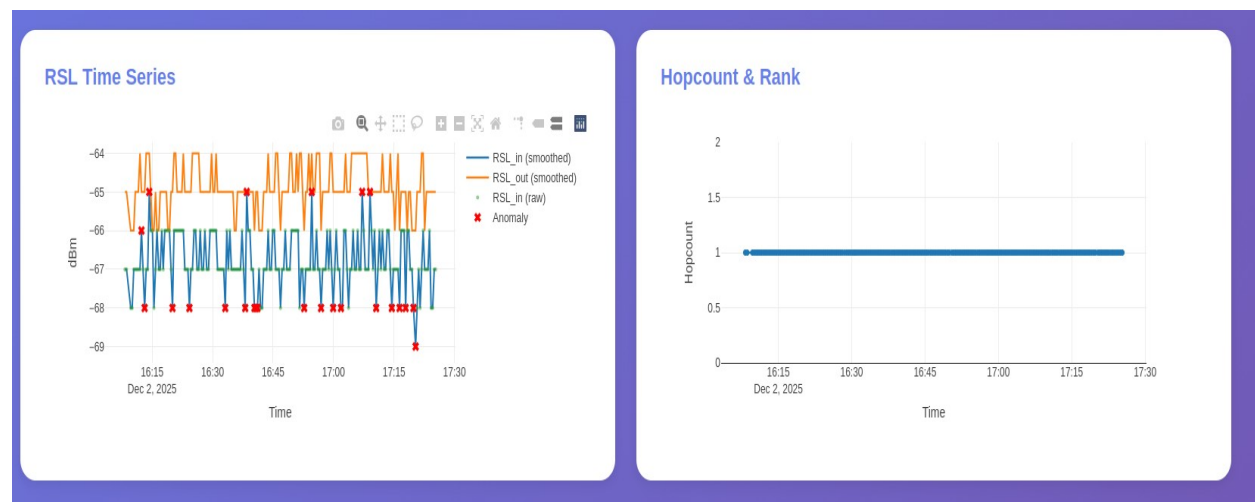 RSL Time Series
−64
−65
−66
−67
−68
−69
dBm
16:15
Dec 2, 2025
16:30
16:45
17:00
17:15
17:30
Time
RSL_in (smoothed)
RSL_out (smoothed)
RSL_in (raw)
Anomaly
Hopcount & Rank
2
1.5
1
0.5
0
Hopcount
16:15
Dec 2, 2025
16:30
16:45
17:00
17:15
17:30
Time